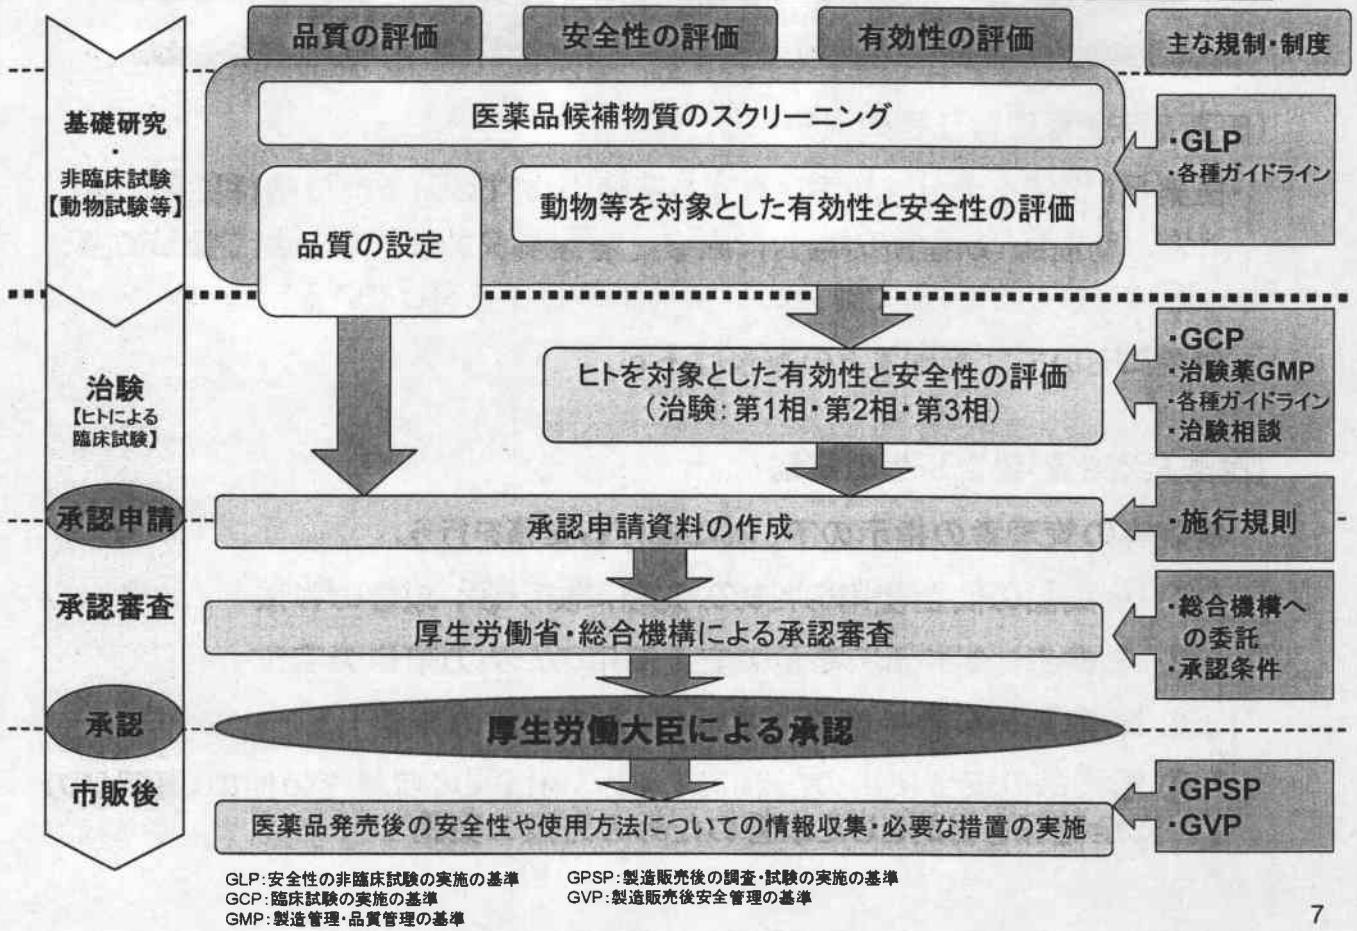 品質の評価
安全性の評価
有効性の評価
主な規制・制度
基礎研究
・
非臨床試験
【動物試験等】
医薬品候補物質のスクリーニング
品質の設定
動物等を対象とした有効性と安全性の評価
・GLP
・各種ガイドライン
治験
【ヒトによる
臨床試験】
ヒトを対象とした有効性と安全性の評価
（治験：第1相・第2相・第3相）
・GCP
・治験薬GMP
・各種ガイドライン
・治験相談
承認申請
承認申請資料の作成
・施行規則
承認審査
厚生労働省・総合機構による承認審査
・総合機構へ
の委託
・承認条件
承認
厚生労働大臣による承認
市販後
医薬品発売後の安全性や使用方法についての情報収集・必要な措置の実施
・GPSP
・GVP
GLP：安全性の非臨床試験の実施の基準
GCP：臨床試験の実施の基準
GMP：製造管理・品質管理の基準
GPSP：製造販売後の調査・試験の実施の基準
GVP：製造販売後安全管理の基準
7